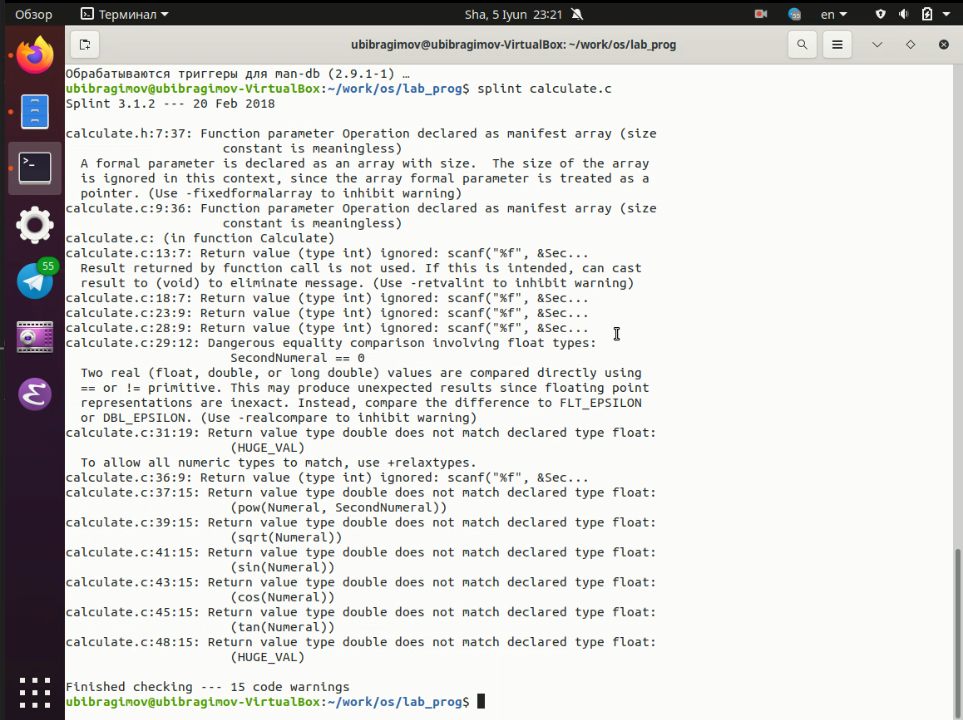 Обзор
Терминал
Sha, 5 Iyun 23:21
en
ubibragimov@ubibragimov-VirtualBox: ~/work/os/lab_prog
55
Обрабатываются триггеры для man-db (2.9.1-1) …
ubibragimov@ubibragimov-VirtualBox:~/work/os/lab_prog$ splint calculate.c
Splint 3.1.2 --- 20 Feb 2018
calculate.h:7:37: Function parameter Operation declared as manifest array (size
constant is meaningless)
A formal parameter is declared as an array with size.  The size of the array
is ignored in this context, since the array formal parameter is treated as a
pointer. (Use -fixedformalarray to inhibit warning)
calculate.c:9:36: Function parameter Operation declared as manifest array (size
constant is meaningless)
calculate.c: (in function Calculate)
calculate.c:13:7: Return value (type int) ignored: scanf("%f", &Sec...
Result returned by function call is not used. If this is intended, can cast
result to (void) to eliminate message. (Use -retvalint to inhibit warning)
calculate.c:18:7: Return value (type int) ignored: scanf("%f", &Sec...
calculate.c:23:9: Return value (type int) ignored: scanf("%f", &Sec...
calculate.c:28:9: Return value (type int) ignored: scanf("%f", &Sec...
calculate.c:29:12: Dangerous equality comparison involving float types:
SecondNumeral == 0
Two real (float, double, or long double) values are compared directly using
== or != primitive. This may produce unexpected results since floating point
representations are inexact. Instead, compare the difference to FLT_EPSILON
or DBL_EPSILON. (Use -realcompare to inhibit warning)
calculate.c:31:19: Return value type double does not match declared type float:
(HUGE_VAL)
To allow all numeric types to match, use +relaxtypes.
calculate.c:36:9: Return value (type int) ignored: scanf("%f", &Sec...
calculate.c:37:15: Return value type double does not match declared type float:
(pow(Numeral, SecondNumeral))
calculate.c:39:15: Return value type double does not match declared type float:
(sqrt(Numeral))
calculate.c:41:15: Return value type double does not match declared type float:
(sin(Numeral))
calculate.c:43:15: Return value type double does not match declared type float:
(cos(Numeral))
calculate.c:45:15: Return value type double does not match declared type float:
(tan(Numeral))
calculate.c:48:15: Return value type double does not match declared type float:
(HUGE_VAL)
Finished checking --- 15 code warnings
ubibragimov@ubibragimov-VirtualBox:~/work/os/lab_prog$